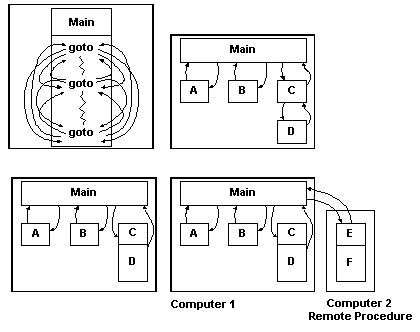 Main
goto
goto
goto
Main
A B C
D
Main
A B C
D
Main
A B C
D
E
F
Computer 1
Computer 2
Remote Procedure